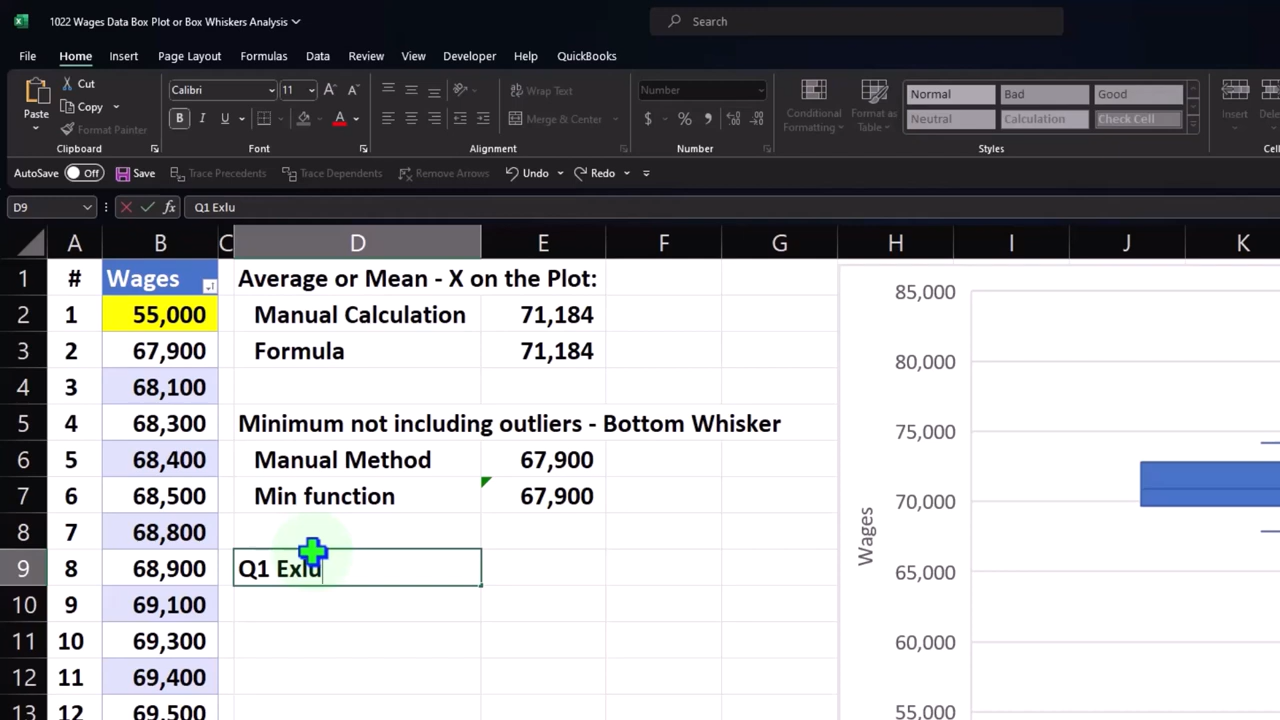 1022 Wages Data Box Plot or Box Whiskers Analysis
Search
File Home Insert Page Layout Formulas Data Review View Developer Help QuickBooks
Paste
Cut
Copy
Format Painter
Clipboard
Calibri 11
B I U
Font
Wrap Text
Merge & Center
Alignment
Number
$ % 9
Number
Conditional Formatting
Format as Table
Normal Bad Good
Neutral Calculation Check Cell
Styles
Insert
AutoSave Off Save Trace Precedents Trace Dependents Remove Arrows Undo Redo
D9 fx Q1 Exlu
A B C D E F G H I J K
1 # Wages Average or Mean - X on the Plot:
2 1 55,000 Manual Calculation 71,184
3 2 67,900 Formula 71,184
4 3 68,100
5 4 68,300 Minimum not including outliers - Bottom Whisker
6 5 68,400 Manual Method 67,900
7 6 68,500 Min function 67,900
8 7 68,800
9 8 68,900 Q1 Exlu
10 9 69,100
11 10 69,300
12 11 69,400
13 12 69,500
85,000
80,000
75,000
70,000
65,000
60,000
55,000
Wages